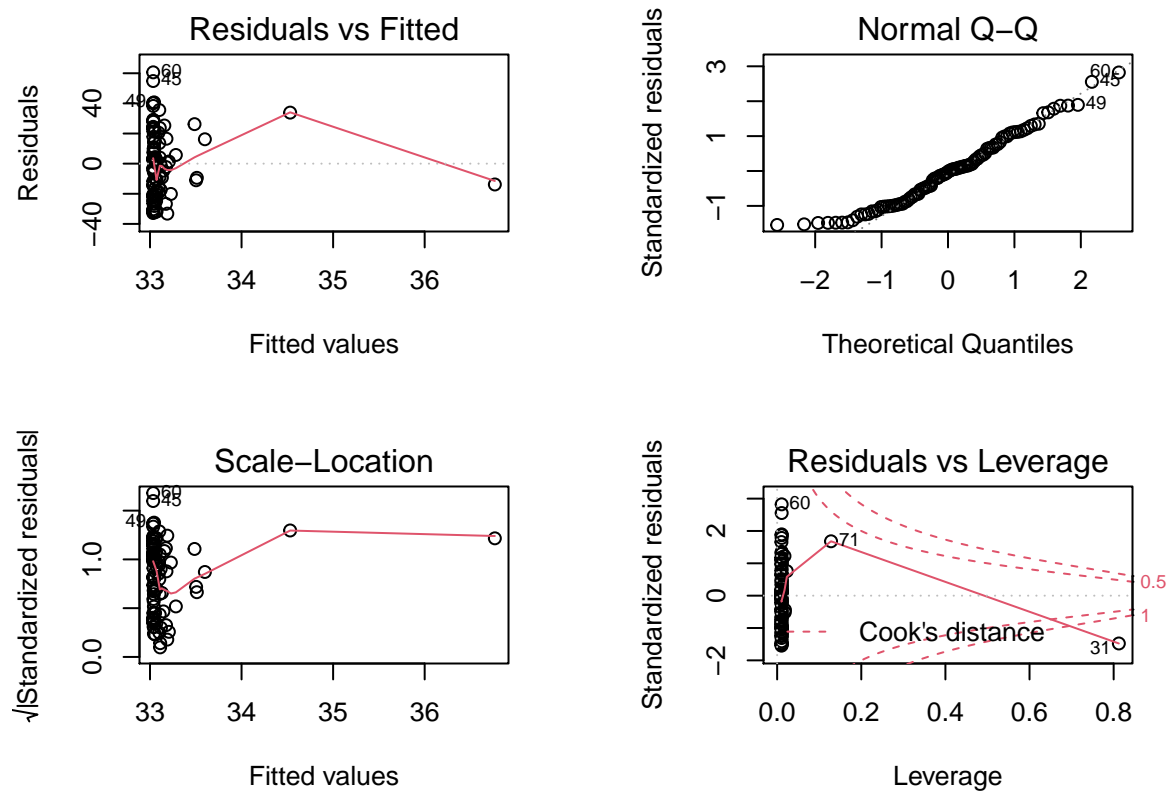 Residuals vs Fitted
Residuals
40
0
−40
60
45
49
33 34 35 36
Fitted values
Normal Q−Q
Standardized residuals
3
1
−1
60
45
49
−2 −1 0 1 2
Theoretical Quantiles
Scale−Location
√|Standardized residuals|
1.0
0.0
60
45
49
33 34 35 36
Fitted values
Residuals vs Leverage
Standardized residuals
2
0
−2
60
71
31
0.5
1
Cook's distance
0.0 0.2 0.4 0.6 0.8
Leverage